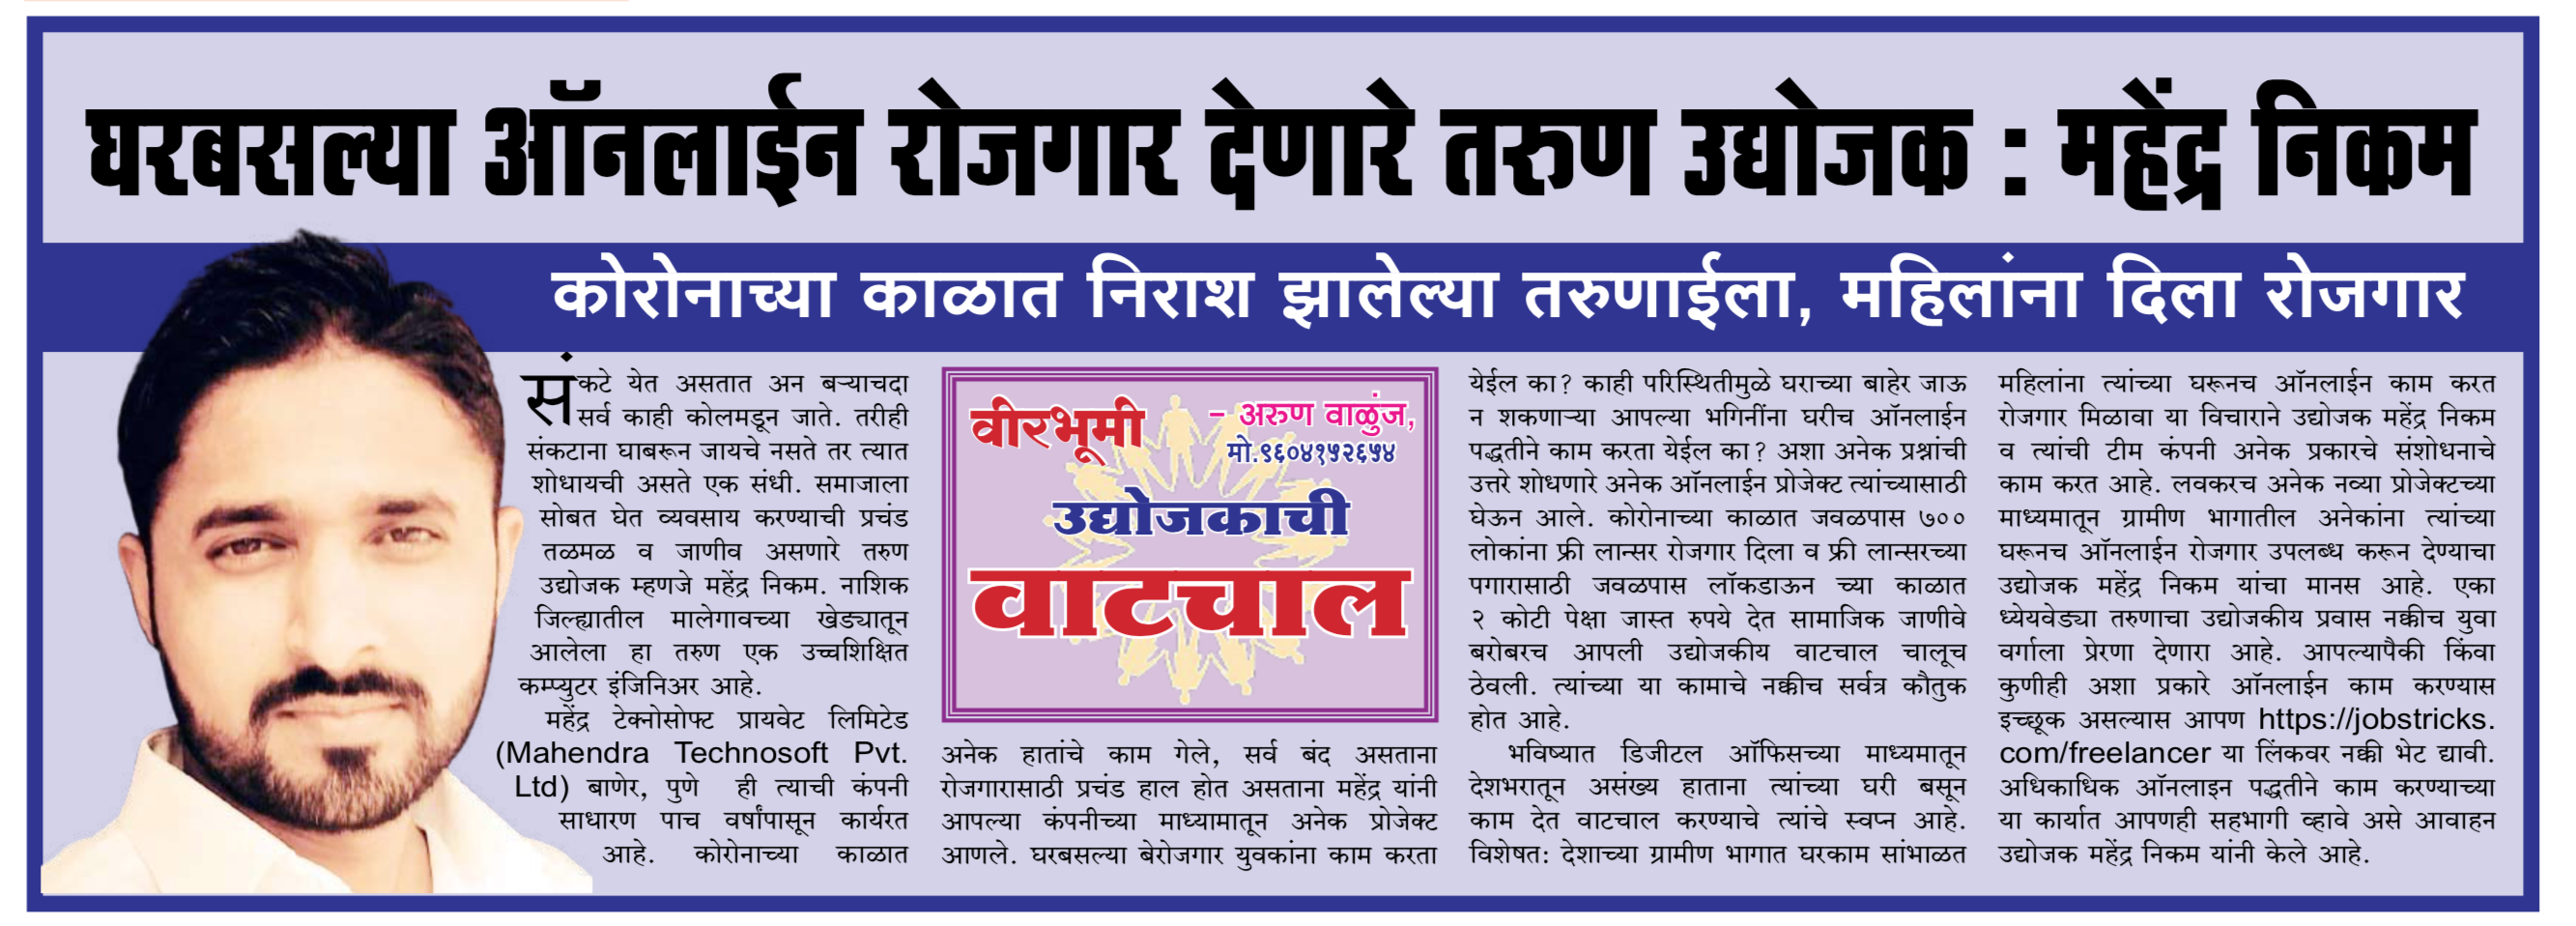 घरबसल्या ऑनलाईन रोजगार देणारे तरुण उद्योजक : महेंद्र निकम
कोरोनाच्या काळात निराश झालेल्या तरुणाईला, महिलांना दिला रोजगार
संकटे येत असतात अन बऱ्याचदा
सर्व काही कोलमडून जाते. तरीही
संकटाना घाबरून जायचे नसते तर त्यात
शोधायची असते एक संधी. समाजाला
सोबत घेत व्यवसाय करण्याची प्रचंड
तळमळ व जाणीव असणारे तरुण
उद्योजक म्हणजे महेंद्र निकम. नाशिक
जिल्ह्यातील मालेगावच्या खेड्यातून
आलेला हा तरुण एक उच्चशिक्षित
कम्प्युटर इंजिनिअर आहे.
महेंद्र टेक्नोसोफ्ट प्रायवेट लिमिटेड
(Mahendra Technosoft Pvt.
Ltd) बाणेर, पुणे ही त्याची कंपनी
साधारण पाच वर्षांपासून कार्यरत
आहे. कोरोनाच्या काळात
वीरभूमी
- अरुण वाळुंज,
मो.९६०४१५२६५४
उद्योजकाची
वाटचाल
अनेक हातांचे काम गेले, सर्व बंद असताना
रोजगारासाठी प्रचंड हाल होत असताना महेंद्र यांनी
आपल्या कंपनीच्या माध्यामातून अनेक प्रोजेक्ट
आणले. घरबसल्या बेरोजगार युवकांना काम करता
येईल का? काही परिस्थितीमुळे घराच्या बाहेर जाऊ
न शकणाऱ्या आपल्या भगिनींना घरीच ऑनलाईन
पद्धतीने काम करता येईल का? अशा अनेक प्रश्नांची
उत्तरे शोधणारे अनेक ऑनलाईन प्रोजेक्ट त्यांच्यासाठी
घेऊन आले. कोरोनाच्या काळात जवळपास ७००
लोकांना फ्री लान्सर रोजगार दिला व फ्री लान्सरच्या
पगारासाठी जवळपास लॉकडाऊन च्या काळात
२ कोटी पेक्षा जास्त रुपये देत सामाजिक जाणीवे
बरोबरच आपली उद्योजकीय वाटचाल चालूच
ठेवली. त्यांच्या या कामाचे नक्कीच सर्वत्र कौतुक
होत आहे.
भविष्यात डिजीटल ऑफिसच्या माध्यमातून
देशभरातून असंख्य हाताना त्यांच्या घरी बसून
काम देत वाटचाल करण्याचे त्यांचे स्वप्न आहे.
विशेषतः देशाच्या ग्रामीण भागात घरकाम सांभाळत
महिलांना त्यांच्या घरूनच ऑनलाईन काम करत
रोजगार मिळावा या विचाराने उद्योजक महेंद्र निकम
व त्यांची टीम कंपनी अनेक प्रकारचे संशोधनाचे
काम करत आहे. लवकरच अनेक नव्या प्रोजेक्टच्या
माध्यमातून ग्रामीण भागातील अनेकांना त्यांच्या
घरूनच ऑनलाईन रोजगार उपलब्ध करून देण्याचा
उद्योजक महेंद्र निकम यांचा मानस आहे. एका
ध्येयवेड्या तरुणाचा उद्योजकीय प्रवास नक्कीच युवा
वर्गाला प्रेरणा देणारा आहे. आपल्यापैकी किंवा
कुणीही अशा प्रकारे ऑनलाईन काम करण्यास
इच्छूक असल्यास आपण https://jobstricks.
com/freelancer या लिंकवर नक्की भेट द्यावी.
अधिकाधिक ऑनलाइन पद्धतीने काम करण्याच्या
या कार्यात आपणही सहभागी व्हावे असे आवाहन
उद्योजक महेंद्र निकम यांनी केले आहे.